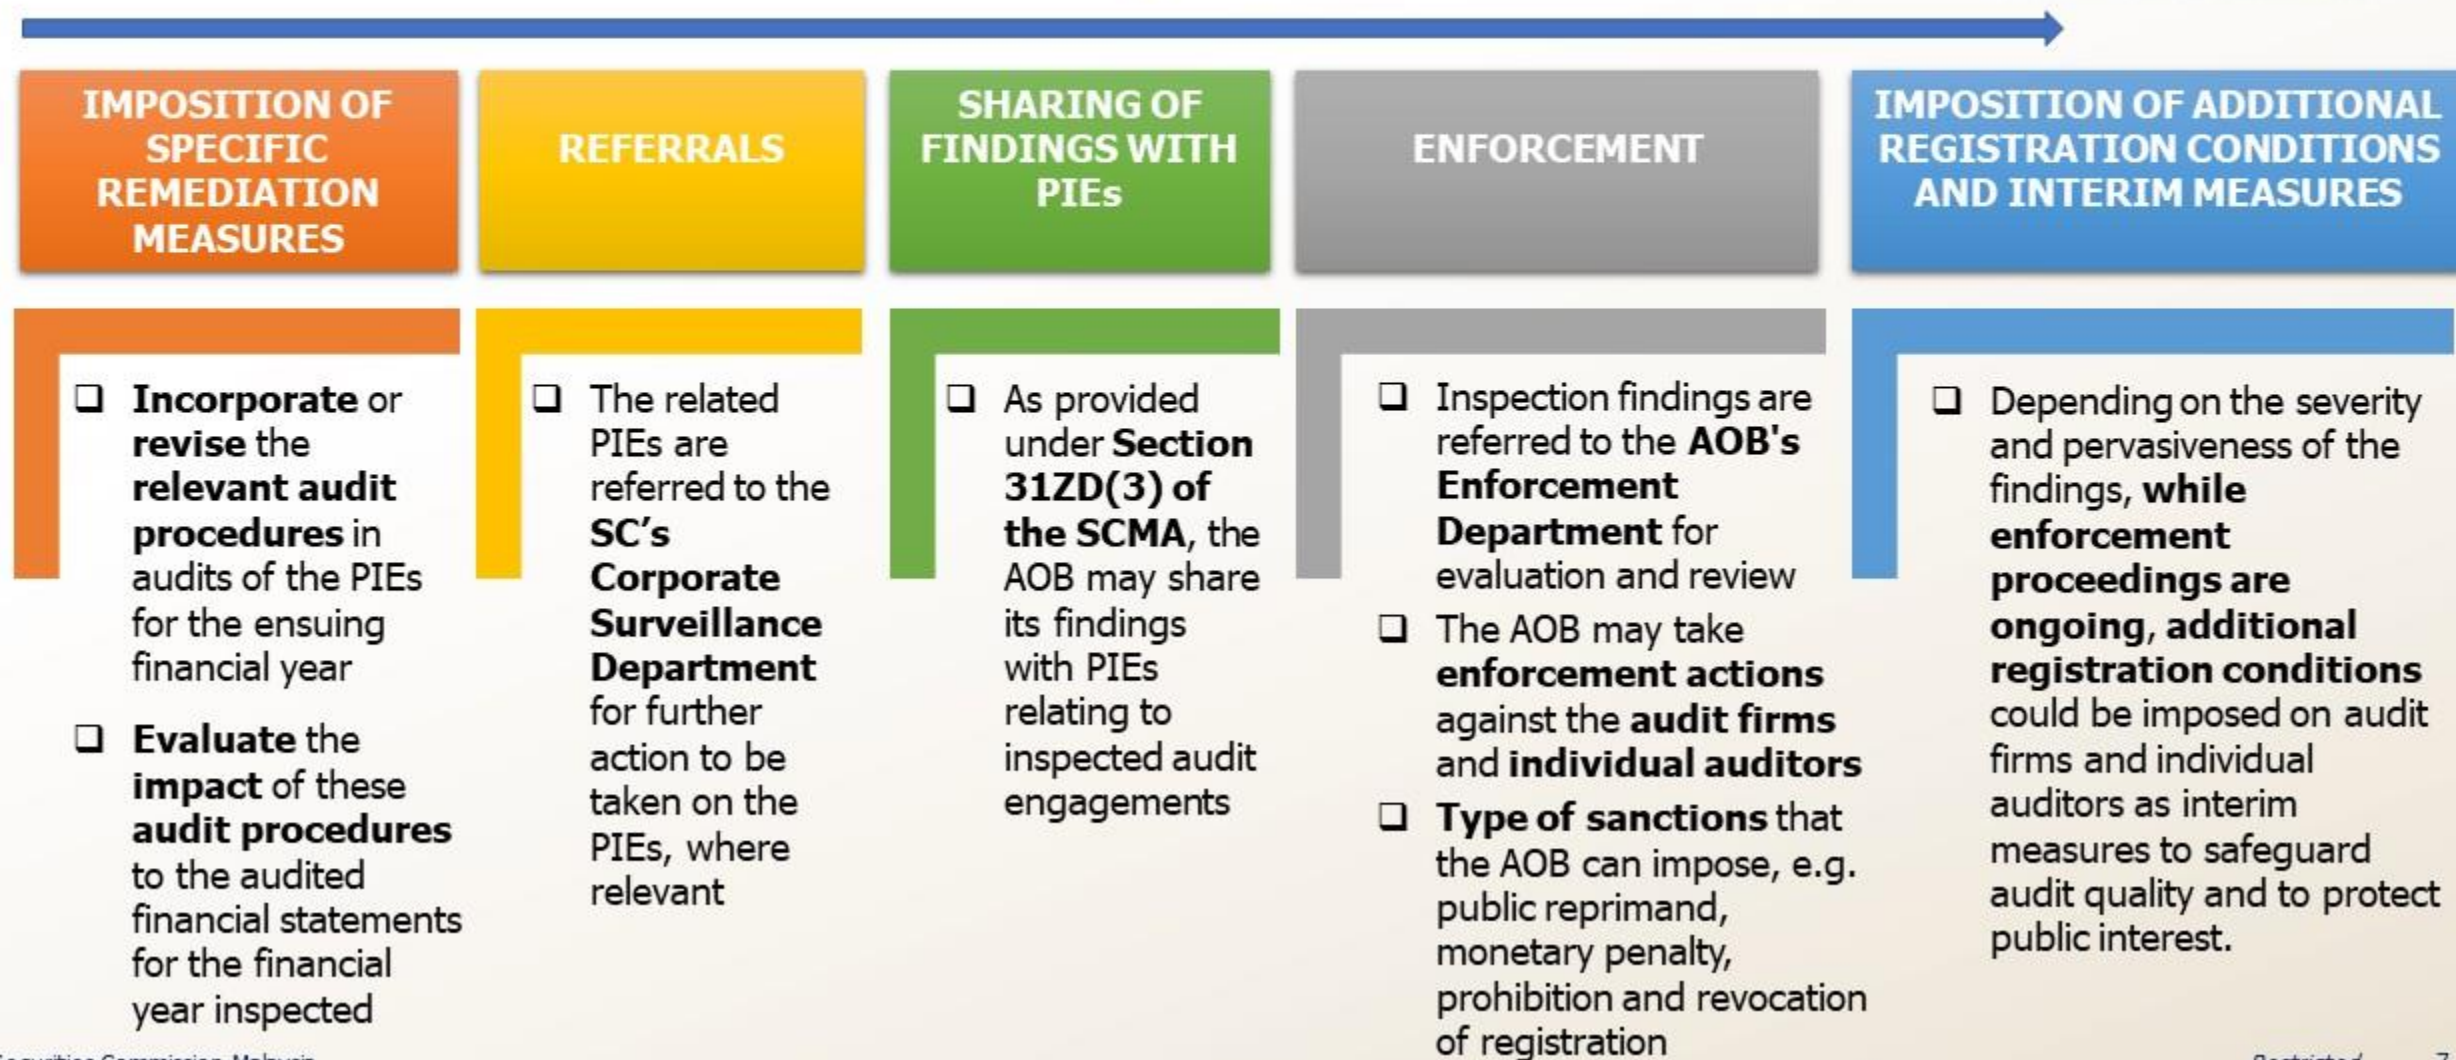 IMPOSITION OF
SPECIFIC
REMEDIATION
MEASURES
REFERRALS
SHARING OF
FINDINGS WITH
PIEs
ENFORCEMENT
IMPOSITION OF ADDITIONAL
REGISTRATION CONDITIONS
AND INTERIM MEASURES
❑ Incorporate or
revise the
relevant audit
procedures in
audits of the PIEs
for the ensuing
financial year
❑ Evaluate the
impact of these
audit procedures
to the audited
financial statements
for the financial
year inspected
❑ The related
PIEs are
referred to the
SC’s
Corporate
Surveillance
Department
for further
action to be
taken on the
PIEs, where
relevant
❑ As provided
under Section
31ZD(3) of
the SCMA, the
AOB may share
its findings
with PIEs
relating to
inspected audit
engagements
❑ Inspection findings are
referred to the AOB's
Enforcement
Department for
evaluation and review
❑ The AOB may take
enforcement actions
against the audit firms
and individual auditors
❑ Type of sanctions that
the AOB can impose, e.g.
public reprimand,
monetary penalty,
prohibition and revocation
of registration
❑ Depending on the severity
and pervasiveness of the
findings, while
enforcement
proceedings are
ongoing, additional
registration conditions
could be imposed on audit
firms and individual
auditors as interim
measures to safeguard
audit quality and to protect
public interest.
Securities Commission Malaysia
Restricted 7